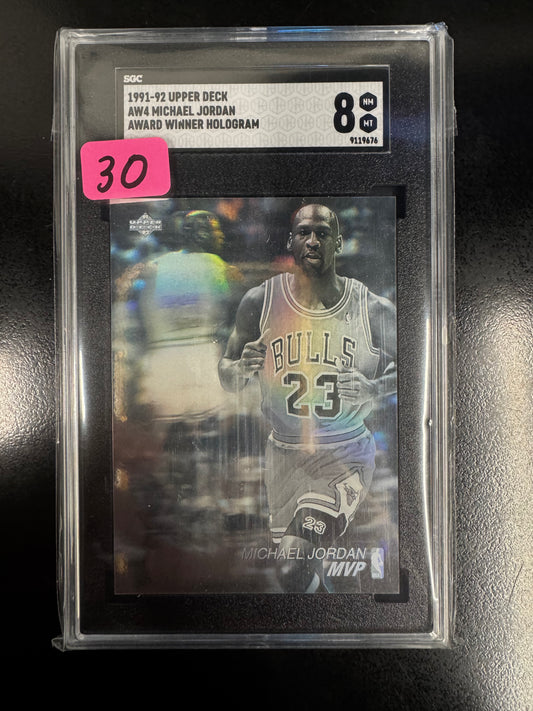 SGC
1991-92 UPPER DECK
AW4 MICHAEL JORDAN
AWARD WINNER HOLOGRAM
8 NM
MT
9119676
30
UPPER
DECK
BULLS
23
23
MICHAEL JORDAN
MVP